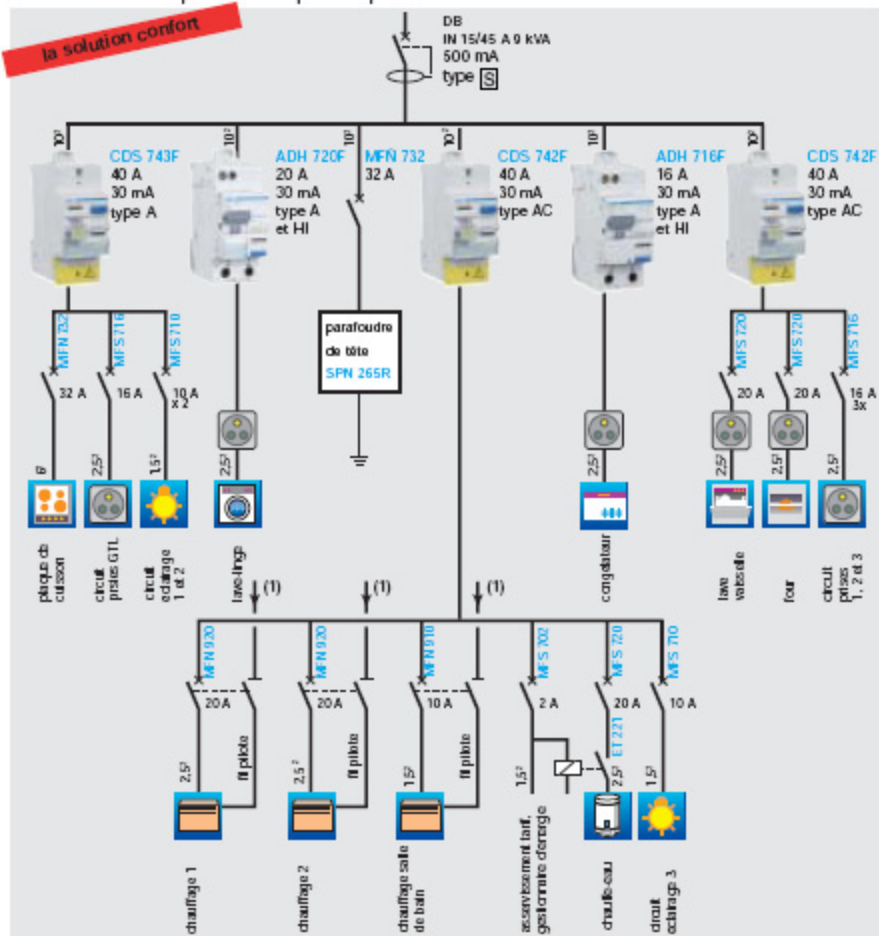 la solution confort
DB
IN 15/45 A 9 kVA
500 mA
type S
10²
CDS 743F
40 A
30 mA
type A
10²
ADH 720F
20 A
30 mA
type A
et HI
10²
MFN 732
32 A
10²
CDS 742F
40 A
30 mA
type AC
10²
ADH 716F
16 A
30 mA
type A
et HI
10²
CDS 742F
40 A
30 mA
type AC
MFN 732
32 A
MFS 716
16 A
MFS 710
10 A
x 2
parafoudre
de tête
SPN 265R
MFS 720
20 A
MFS 720
20 A
MFS 716
16 A
3x
6²
2,5²
1,5²
2,5²
2,5²
2,5²
2,5²
2,5²
plaque de
cuisson
circuit
prises GTL
circuit
eclairage
1 et 2
lave-linge
congelateur
lave
vaisselle
four
circuit
prises
1, 2 et 3
(1)
(1)
(1)
MFN 920
20 A
MFN 920
20 A
MFN 910
10 A
MFS 702
2 A
MFS 720
20 A
MFS 710
10 A
ET 221
2,5²
fil pilote
2,5²
fil pilote
1,5²
fil pilote
1,5²
2,5²
1,5²
chauffage 1
chauffage 2
chauffage salle
de bain
asservissement tarif,
gestionnaire d'energie
chauffe-eau
circuit
eclairage 3